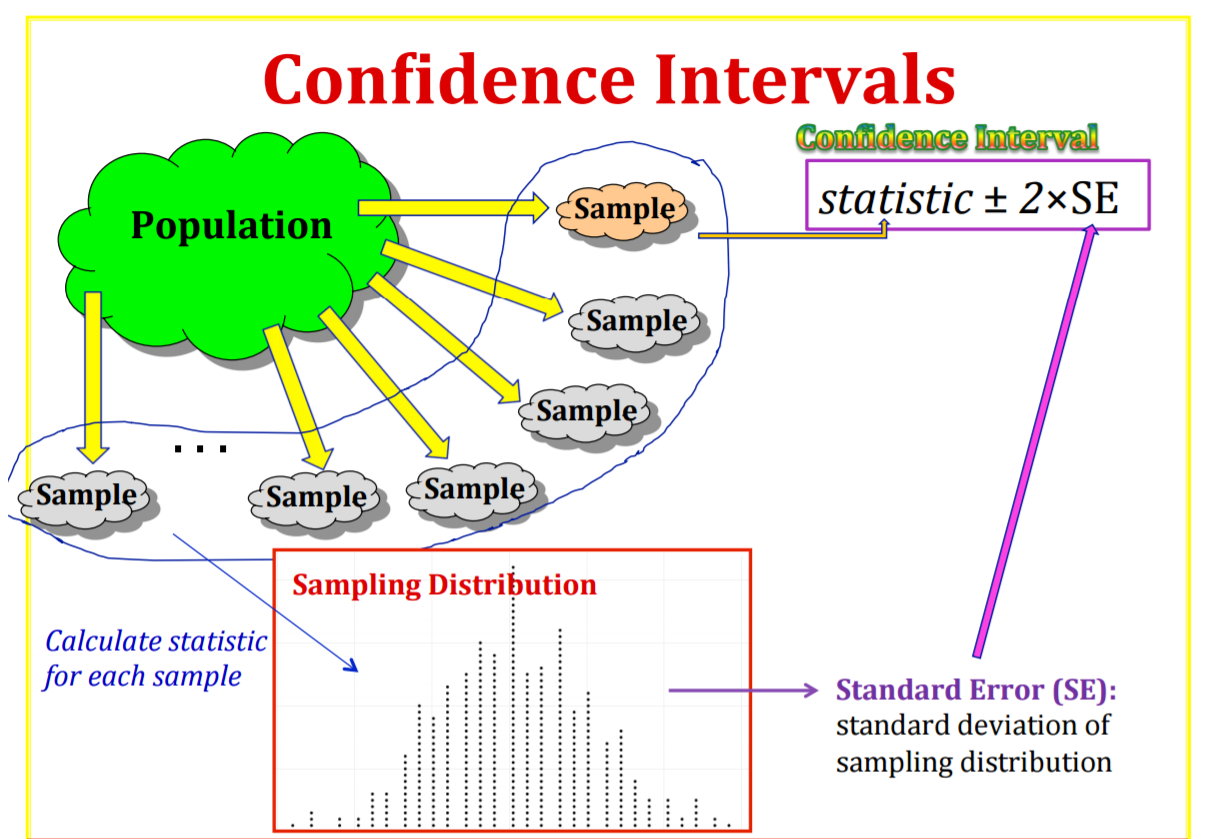 Confidence Intervals
Confidence Interval
statistic ± 2×SE
Population
Sample
Sample
Sample
. . .
Sample
Sample
Sample
Sampling Distribution
Calculate statistic
for each sample
Standard Error (SE):
standard deviation of
sampling distribution